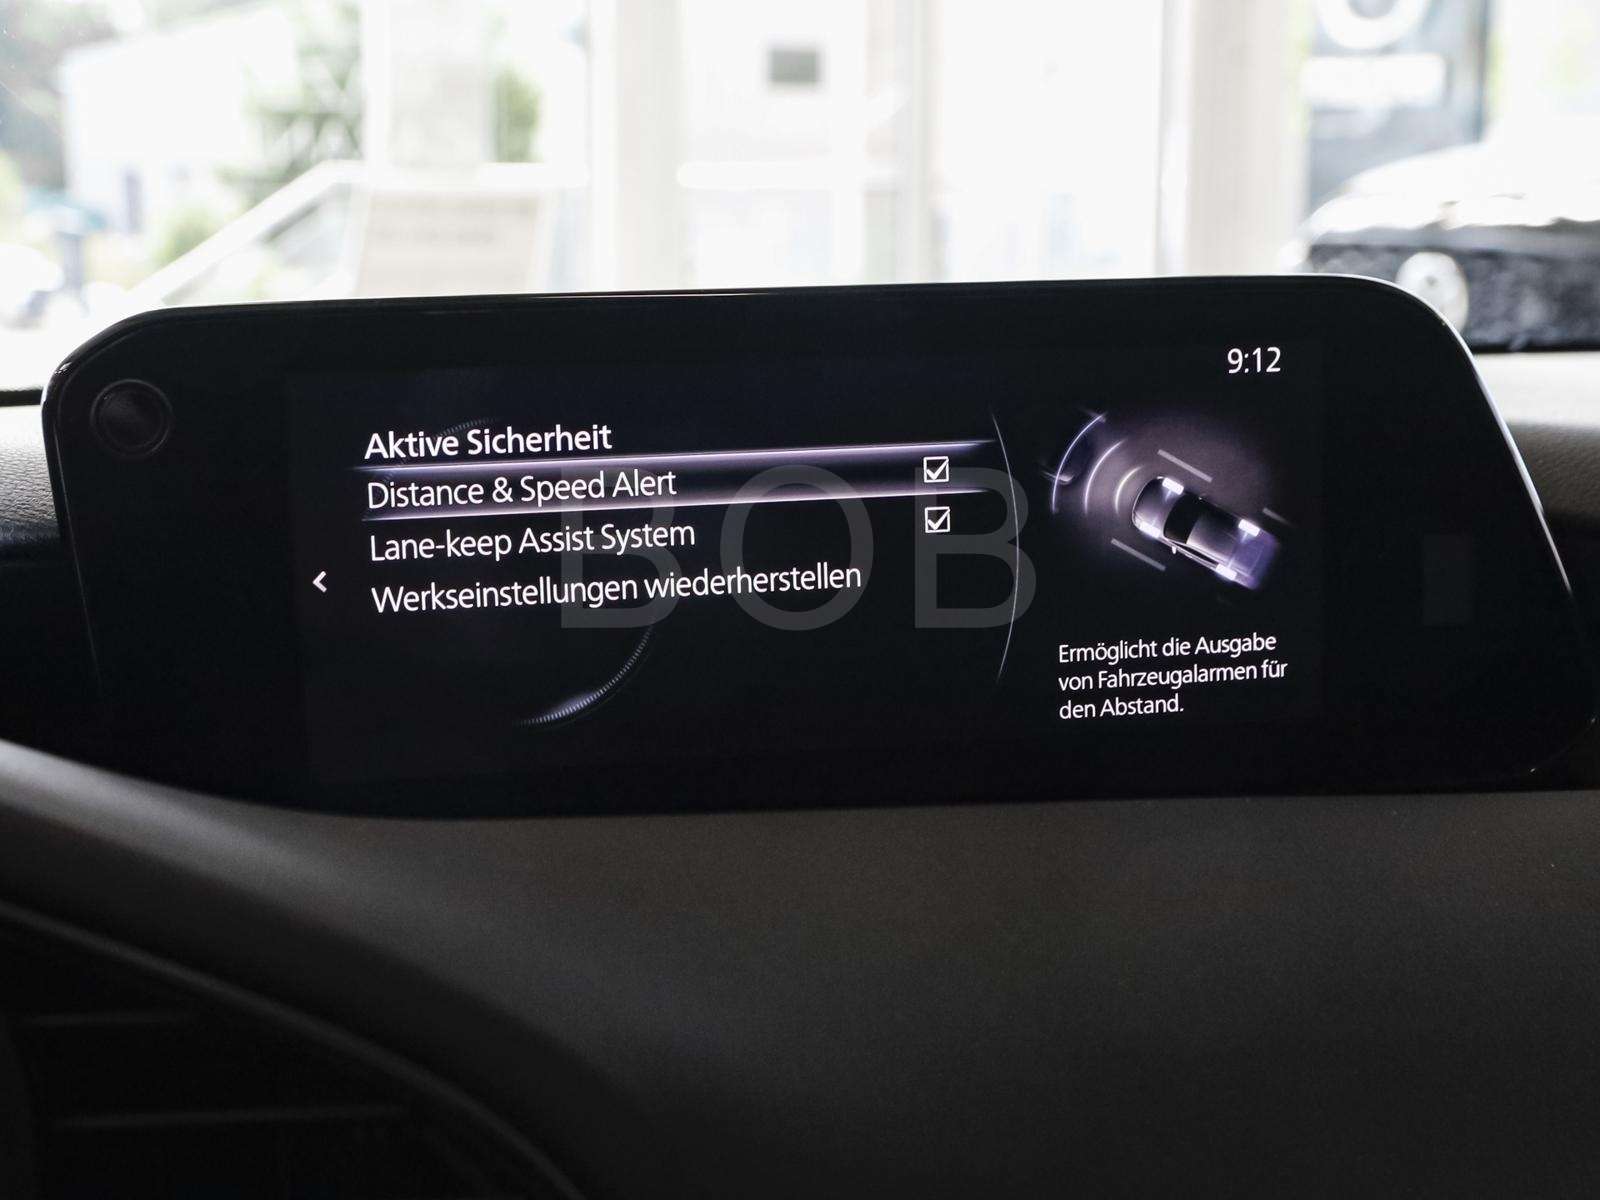 9:12
Aktive Sicherheit
Distance & Speed Alert
Lane-keep Assist System
Werkseinstellungen wiederherstellen
Ermöglicht die Ausgabe
von Fahrzeugalarmen für
den Abstand.
BOB